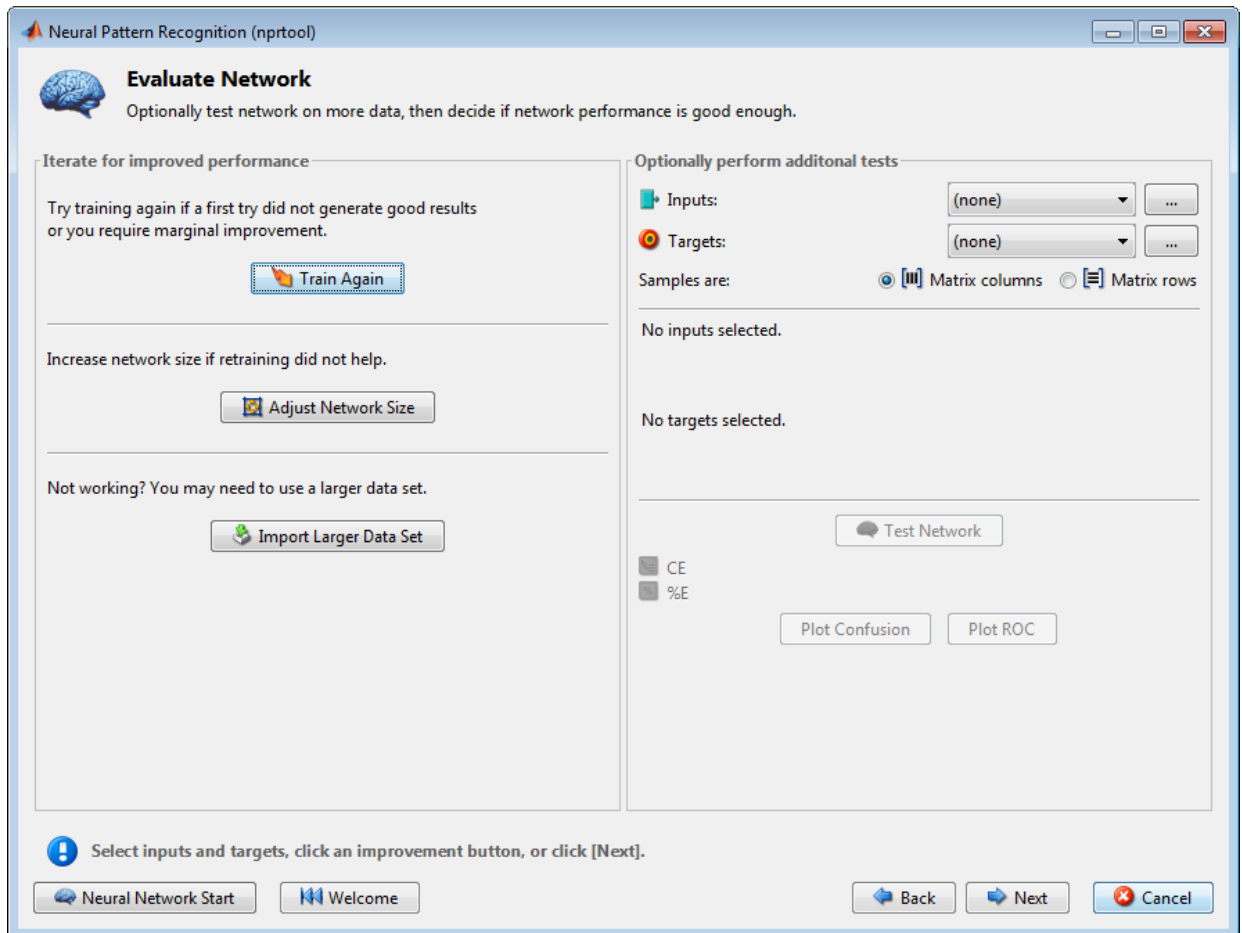 Neural Pattern Recognition (nprtool)
Evaluate Network
Optionally test network on more data, then decide if network performance is good enough.
Iterate for improved performance
Try training again if a first try did not generate good results
or you require marginal improvement.
Train Again
Increase network size if retraining did not help.
Adjust Network Size
Not working? You may need to use a larger data set.
Import Larger Data Set
Optionally perform additonal tests
Inputs: (none) ...
Targets: (none) ...
Samples are: Matrix columns Matrix rows
No inputs selected.
No targets selected.
Test Network
CE
%E
Plot Confusion Plot ROC
Select inputs and targets, click an improvement button, or click [Next].
Neural Network Start Welcome Back Next Cancel